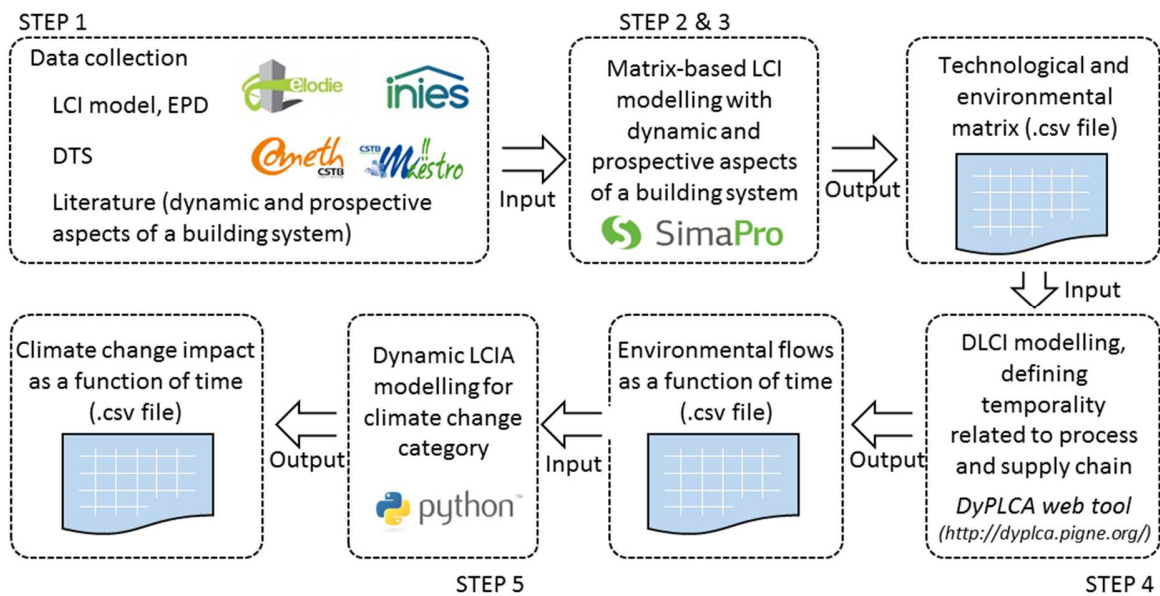 STEP 1
Data collection
elodie
inies
LCI model, EPD
DTS
Cometh
CSTB
CSTB
Maestro
Literature (dynamic and prospective
aspects of a building system)
Input
STEP 2 & 3
Matrix-based LCI
modelling with
dynamic and
prospective aspects
of a building system
SimaPro
Output
Technological and
environmental
matrix (.csv file)
Input
DLCI modelling,
defining
temporality
related to process
and supply chain
DyPLCA web tool
(http://dyplca.pigne.org/)
STEP 4
Output
Environmental flows
as a function of time
(.csv file)
Input
Dynamic LCIA
modelling for
climate change
category
python™
STEP 5
Output
Climate change impact
as a function of time
(.csv file)